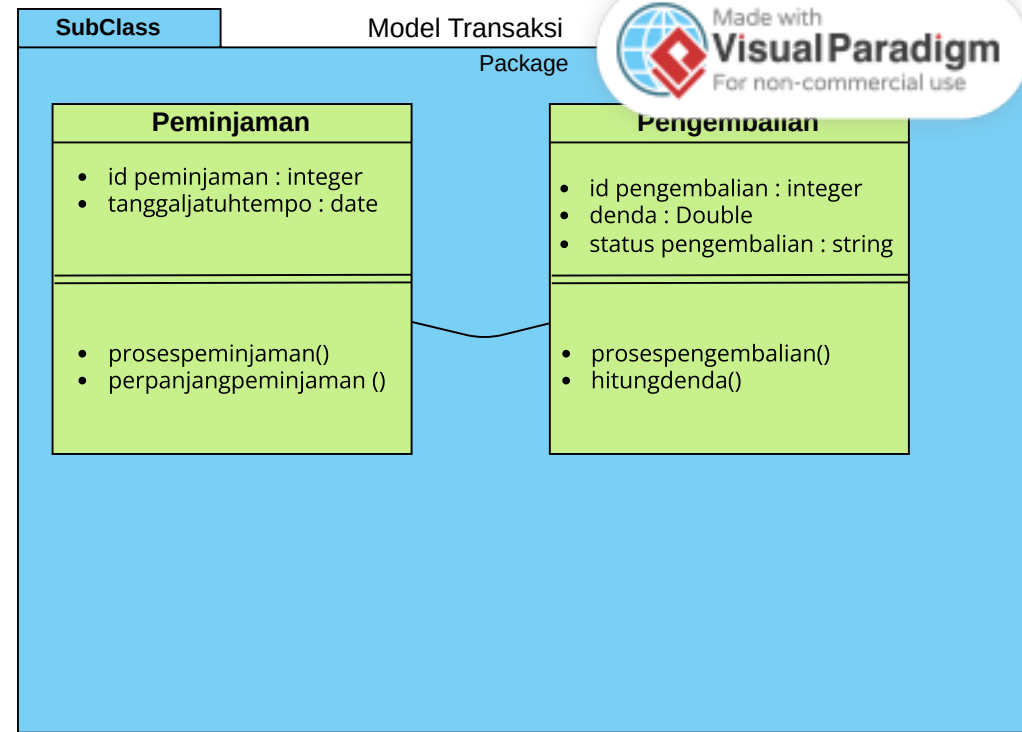 SubClass
Model Transaksi
Made with
Visual Paradigm
For non-commercial use
Package
Peminjaman
• id peminjaman : integer
• tanggaljatuhtempo : date
• prosespeminjaman()
• perpanjangpeminjaman ()
Pengembalian
• id pengembalian : integer
• denda : Double
• status pengembalian : string
• prosespengembalian()
• hitungdenda()